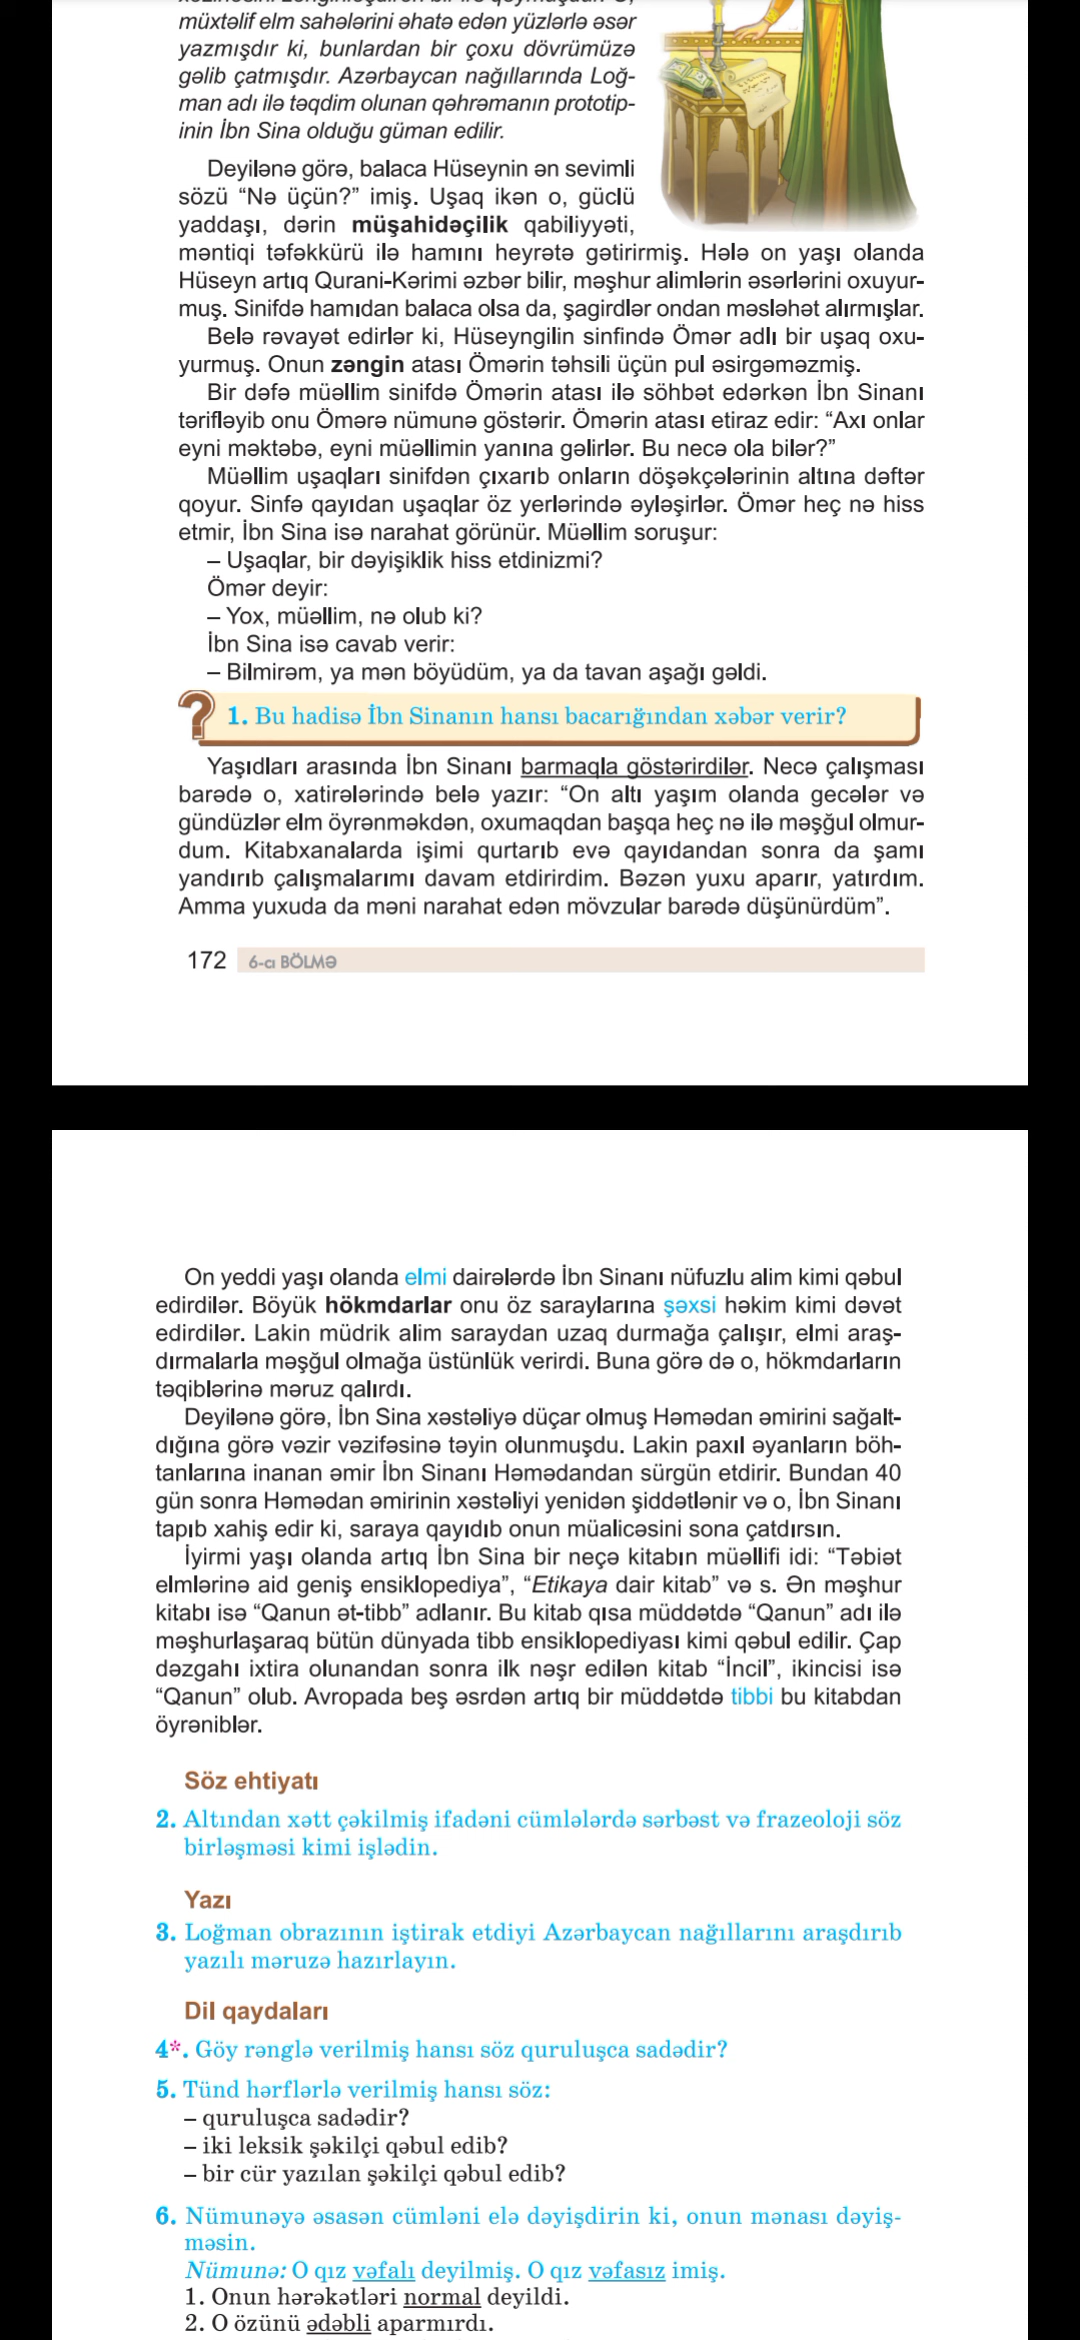 müxtəlif elm sahələrini əhatə edən yüzlərlə əsər
yazmışdır ki, bunlardan bir çoxu dövrümüzə
gəlib çatmışdır. Azərbaycan nağıllarında Loğ-
man adı ilə təqdim olunan qəhrəmanın prototip-
inin İbn Sina olduğu güman edilir.
Deyilənə görə, balaca Hüseynin ən sevimli
sözü “Nə üçün?” imiş. Uşaq ikən o, güclü
yaddaşı, dərin müşahidəçilik qabiliyyəti,
məntiqi təfəkkürü ilə hamını heyrətə gətirirmiş. Hələ on yaşı olanda
Hüseyn artıq Qurani-Kərimi əzbər bilir, məşhur alimlərin əsərlərini oxuyur-
muş. Sinifdə hamıdan balaca olsa da, şagirdlər ondan məsləhət alırmışlar.
Belə rəvayət edirlər ki, Hüseyngilin sinfində Ömər adlı bir uşaq oxu-
yurmuş. Onun zəngin atası Ömərin təhsili üçün pul əsirgəməzmiş.
Bir dəfə müəllim sinifdə Ömərin atası ilə söhbət edərkən İbn Sinanı
tərifləyib onu Ömərə nümunə göstərir. Ömərin atası etiraz edir: “Axı onlar
eyni məktəbə, eyni müəllimin yanına gəlirlər. Bu necə ola bilər?”
Müəllim uşaqları sinifdən çıxarıb onların döşəkçələrinin altına dəftər
qoyur. Sinfə qayıdan uşaqlar öz yerlərində əyləşirlər. Ömər heç nə hiss
etmir, İbn Sina isə narahat görünür. Müəllim soruşur:
– Uşaqlar, bir dəyişiklik hiss etdinizmi?
Ömər deyir:
– Yox, müəllim, nə olub ki?
İbn Sina isə cavab verir:
– Bilmirəm, ya mən böyüdüm, ya da tavan aşağı gəldi.
? 1. Bu hadisə İbn Sinanın hansı bacarığından xəbər verir?
Yaşıdları arasında İbn Sinanı barmaqla göstərirdilər. Necə çalışması
barədə o, xatirələrində belə yazır: “On altı yaşım olanda gecələr və
gündüzlər elm öyrənməkdən, oxumaqdan başqa heç nə ilə məşğul olmur-
dum. Kitabxanalarda işimi qurtarıb evə qayıdandan sonra da şamı
yandırıb çalışmalarımı davam etdirirdim. Bəzən yuxu aparır, yatırdım.
Amma yuxuda da məni narahat edən mövzular barədə düşünürdüm”.
172 6-cı BÖLMƏ
On yeddi yaşı olanda elmi dairələrdə İbn Sinanı nüfuzlu alim kimi qəbul
edirdilər. Böyük hökmdarlar onu öz saraylarına şəxsi həkim kimi dəvət
edirdilər. Lakin müdrik alim saraydan uzaq durmağa çalışır, elmi araş-
dırmalarla məşğul olmağa üstünlük verirdi. Buna görə də o, hökmdarların
təqiblərinə məruz qalırdı.
Deyilənə görə, İbn Sina xəstəliyə düçar olmuş Həmədan əmirini sağalt-
dığına görə vəzir vəzifəsinə təyin olunmuşdu. Lakin paxıl əyanların böh-
tanlarına inanan əmir İbn Sinanı Həmədandan sürgün etdirir. Bundan 40
gün sonra Həmədan əmirinin xəstəliyi yenidən şiddətlənir və o, İbn Sinanı
tapıb xahiş edir ki, saraya qayıdıb onun müalicəsini sona çatdırsın.
İyirmi yaşı olanda artıq İbn Sina bir neçə kitabın müəllifi idi: “Təbiət
elmlərinə aid geniş ensiklopediya”, “Etikaya dair kitab” və s. Ən məşhur
kitabı isə “Qanun ət-tibb” adlanır. Bu kitab qısa müddətdə “Qanun” adı ilə
məşhurlaşaraq bütün dünyada tibb ensiklopediyası kimi qəbul edilir. Çap
dəzgahı ixtira olunandan sonra ilk nəşr edilən kitab “İncil”, ikincisi isə
“Qanun” olub. Avropada beş əsrdən artıq bir müddətdə tibbi bu kitabdan
öyrəniblər.
Söz ehtiyatı
2. Altından xətt çəkilmiş ifadəni cümlələrdə sərbəst və frazeoloji söz
birləşməsi kimi işlədin.
Yazı
3. Loğman obrazının iştirak etdiyi Azərbaycan nağıllarını araşdırıb
yazılı məruzə hazırlayın.
Dil qaydaları
4*. Göy rənglə verilmiş hansı söz quruluşca sadədir?
5. Tünd hərflərlə verilmiş hansı söz:
– quruluşca sadədir?
– iki leksik şəkilçi qəbul edib?
– bir cür yazılan şəkilçi qəbul edib?
6. Nümunəyə əsasən cümləni elə dəyişdirin ki, onun mənası dəyiş-
məsin.
Nümunə: O qız vəfalı deyilmiş. O qız vəfasız imiş.
1. Onun hərəkətləri normal deyildi.
2. O özünü ədəbli aparmırdı.